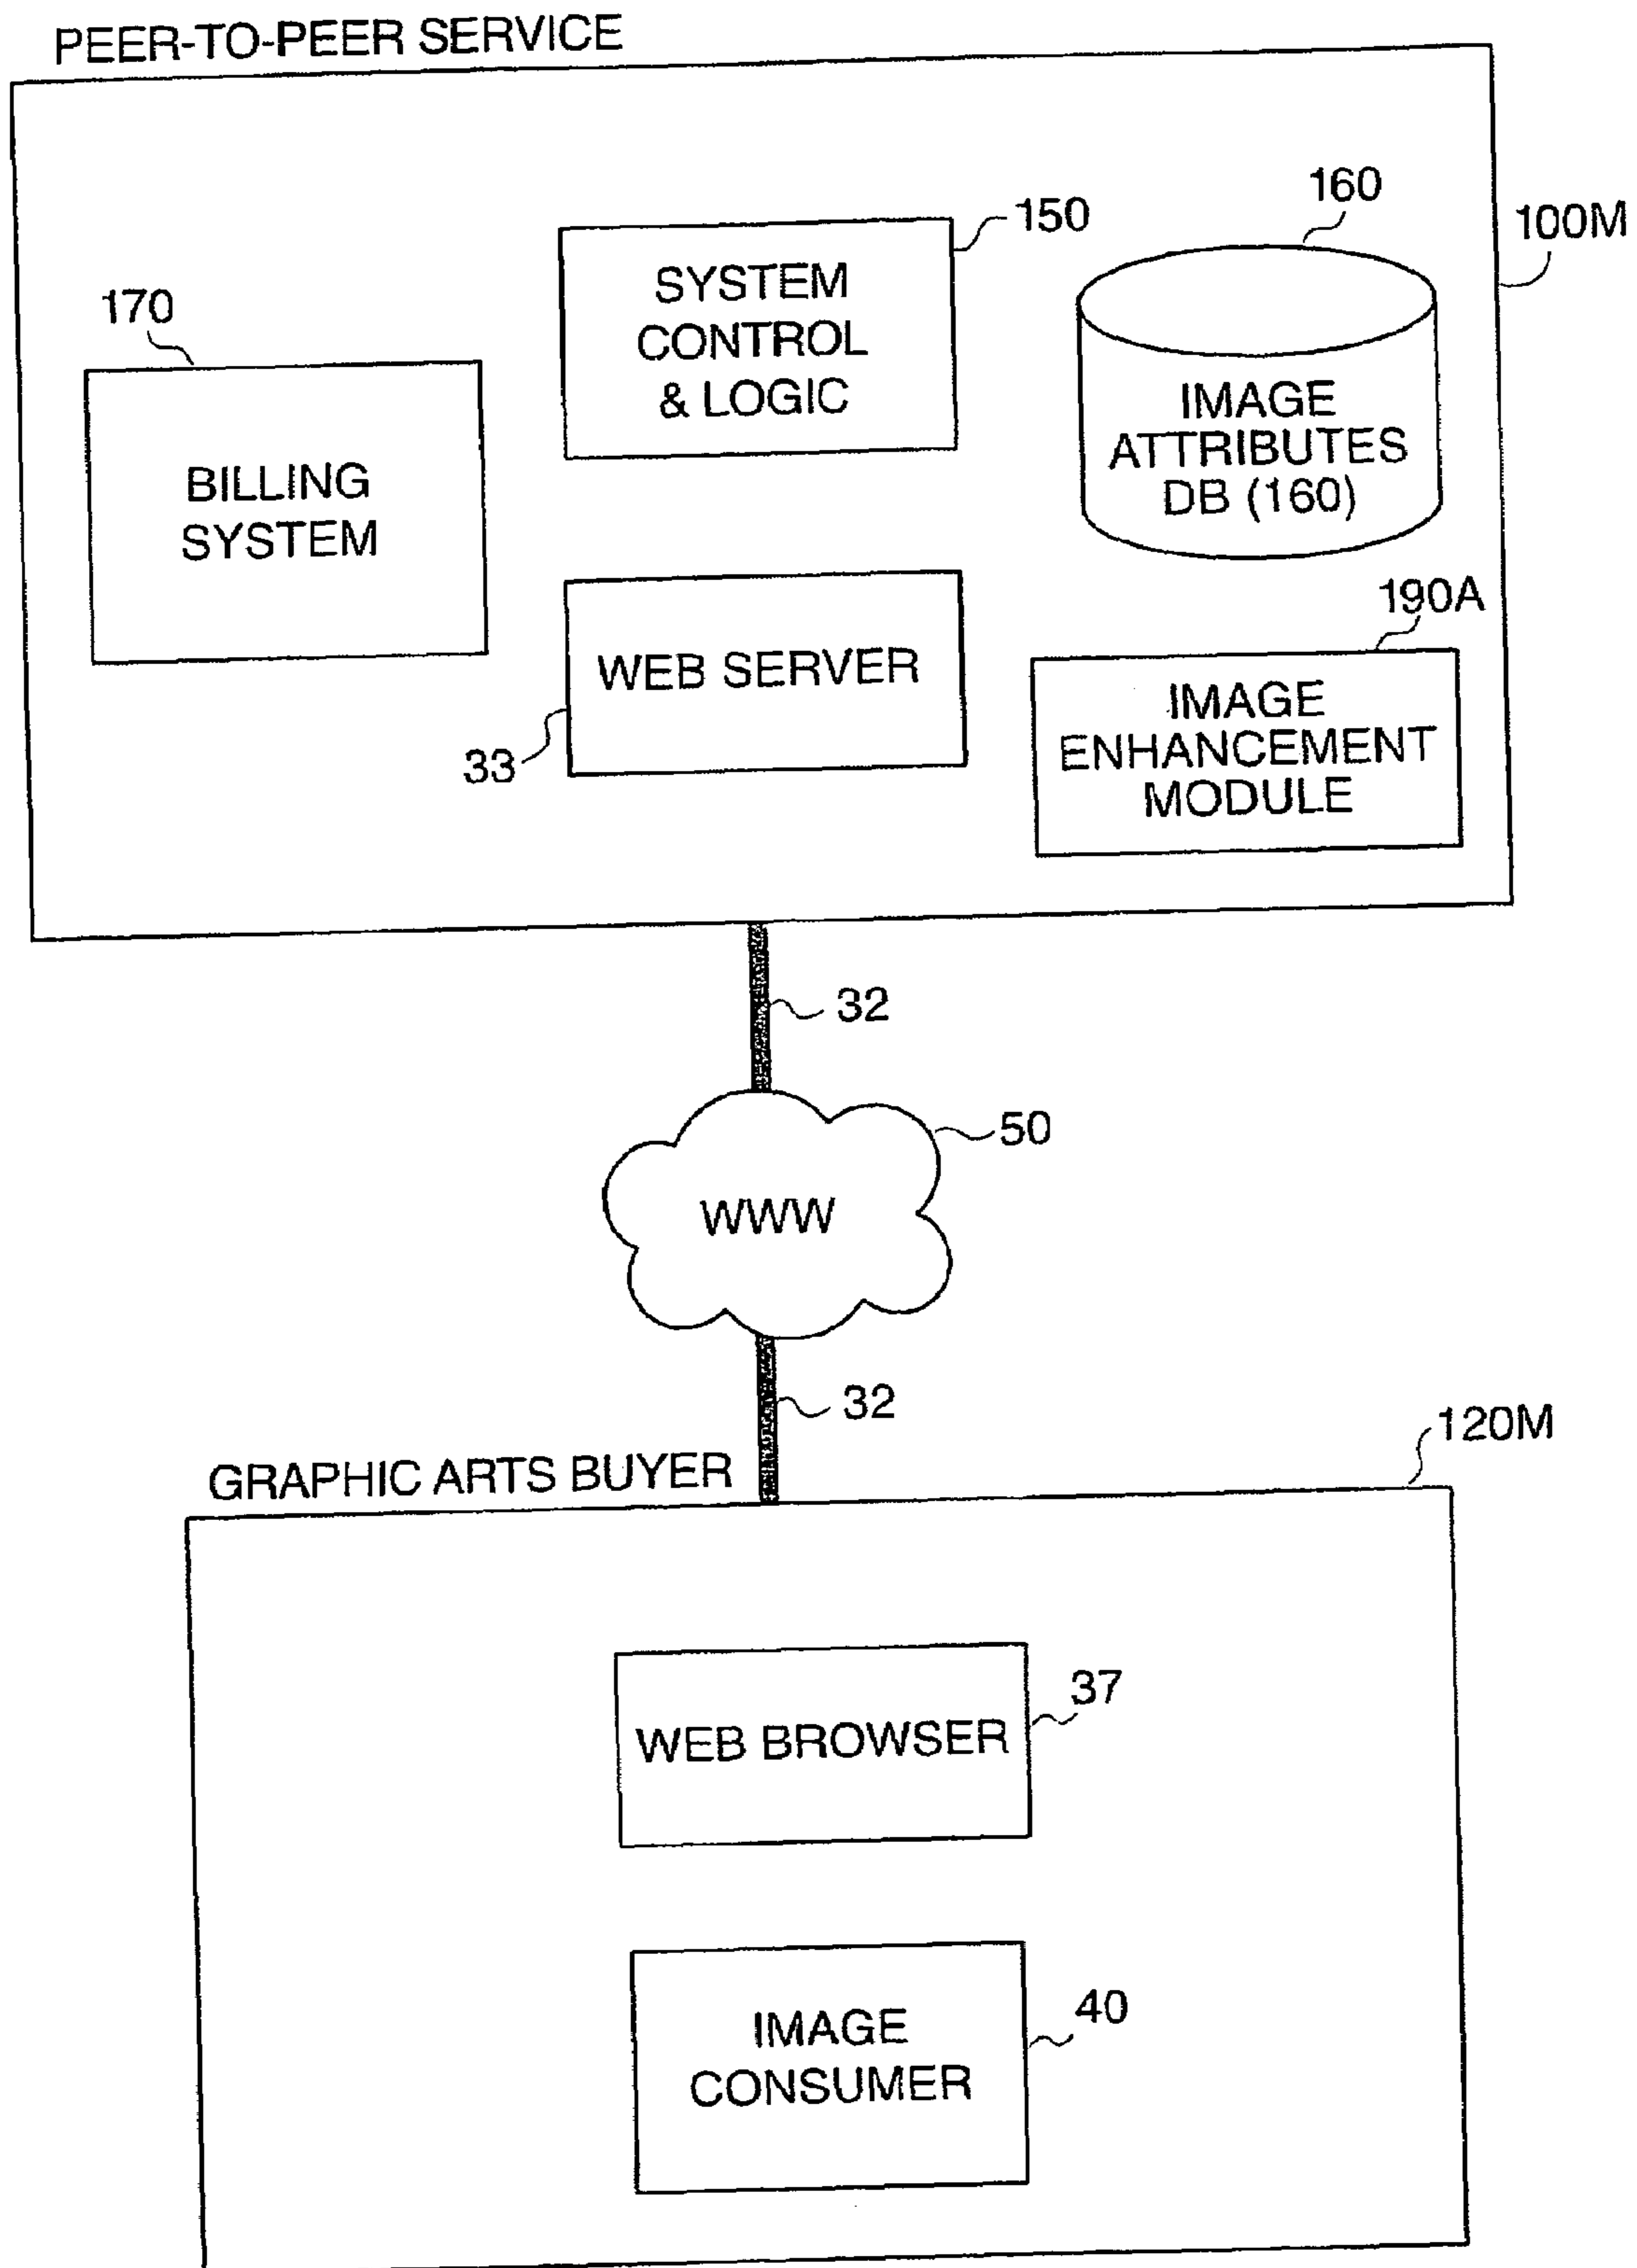 PEER-TO-PEER SERVICE
160
150
100M
SYSTEM
CONTROL
& LOGIC
170
IMAGE
ATTRIBUTES
DB (160)
BILLING
SYSTEM
190A
WEB SERVER
33
IMAGE
ENHANCEMENT
MODULE
32
50
WWW
32
120M
GRAPHIC ARTS BUYER
37
WEB BROWSER
40
IMAGE
CONSUMER